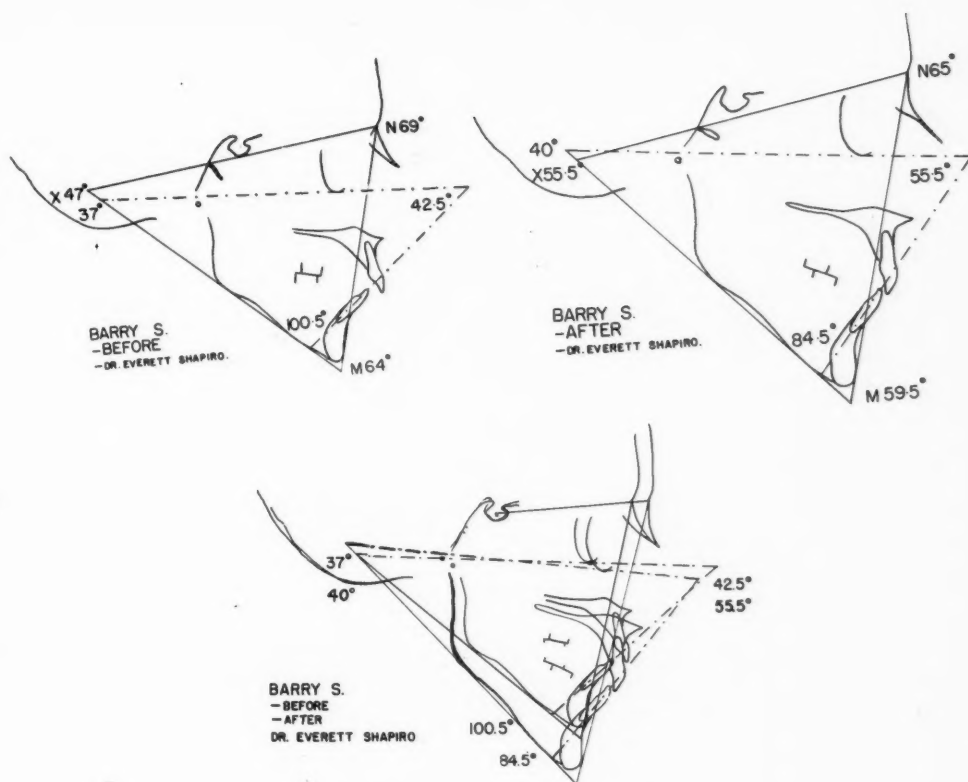 N69°
X47°
37°
42.5°
100.5°
M64°
BARRY S.
-BEFORE
-DR. EVERETT SHAPIRO.
N65°
40°
X55.5°
55.5°
84.5°
M59.5°
BARRY S.
-AFTER
-DR. EVERETT SHAPIRO.
37°
40°
42.5°
55.5°
100.5°
84.5°
BARRY S.
-BEFORE
-AFTER
DR. EVERETT SHAPIRO